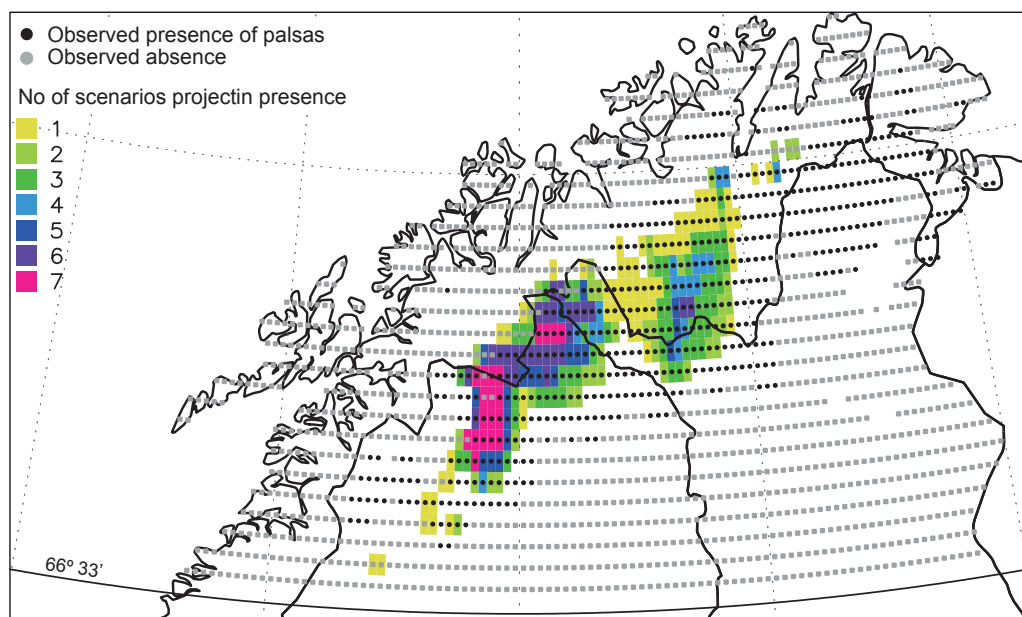 Observed presence of palsas
Observed absence
No of scenarios projectin presence
1
2
3
4
5
6
7
66º 33’